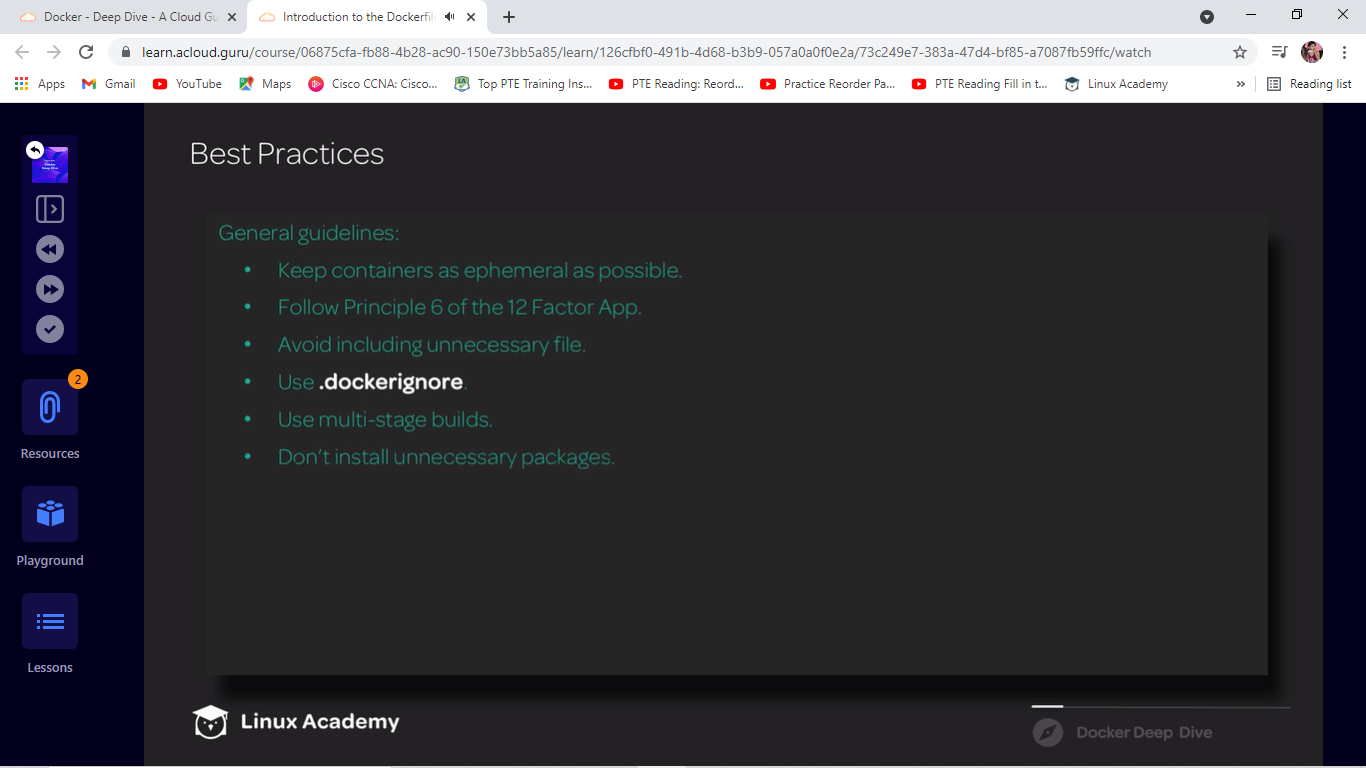 Docker - Deep Dive - A Cloud Gu
Introduction to the Dockerfil
learn.acloud.guru/course/06875cfa-fb88-4b28-ac90-150e73bb5a85/learn/126cfbf0-491b-4d68-b3b9-057a0a0f0e2a/73c249e7-383a-47d4-bf85-a7087fb59ffc/watch
Apps
Gmail
YouTube
Maps
Cisco CCNA: Cisco...
Top PTE Training Ins...
PTE Reading: Reord...
Practice Reorder Pa...
PTE Reading Fill in t...
Linux Academy
»
Reading list
Best Practices
General guidelines:
• Keep containers as ephemeral as possible.
• Follow Principle 6 of the 12 Factor App.
• Avoid including unnecessary file.
• Use .dockerignore.
• Use multi-stage builds.
• Don't install unnecessary packages.
2
Resources
Playground
Lessons
Linux Academy
Docker Deep Dive